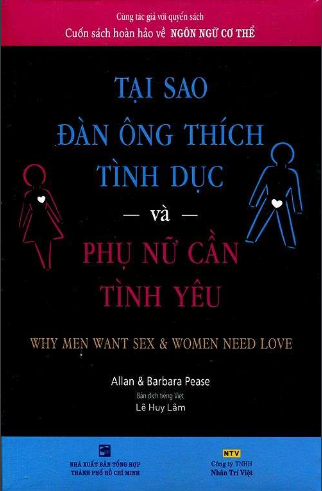 Cùng tác giả với quyển sách
Cuốn sách hoàn hảo về NGÔN NGỮ CƠ THỂ
TẠI SAO
ĐÀN ÔNG THÍCH
TÌNH DỤC
– và –
PHỤ NỮ CẦN
TÌNH YÊU
WHY MEN WANT SEX & WOMEN NEED LOVE
Allan & Barbara Pease
Bản dịch tiếng Việt
Lê Huy Lâm
NHÀ XUẤT BẢN TỔNG HỢP
THÀNH PHỐ HỒ CHÍ MINH
NTV
Công ty TNHH
Nhân Trí Việt